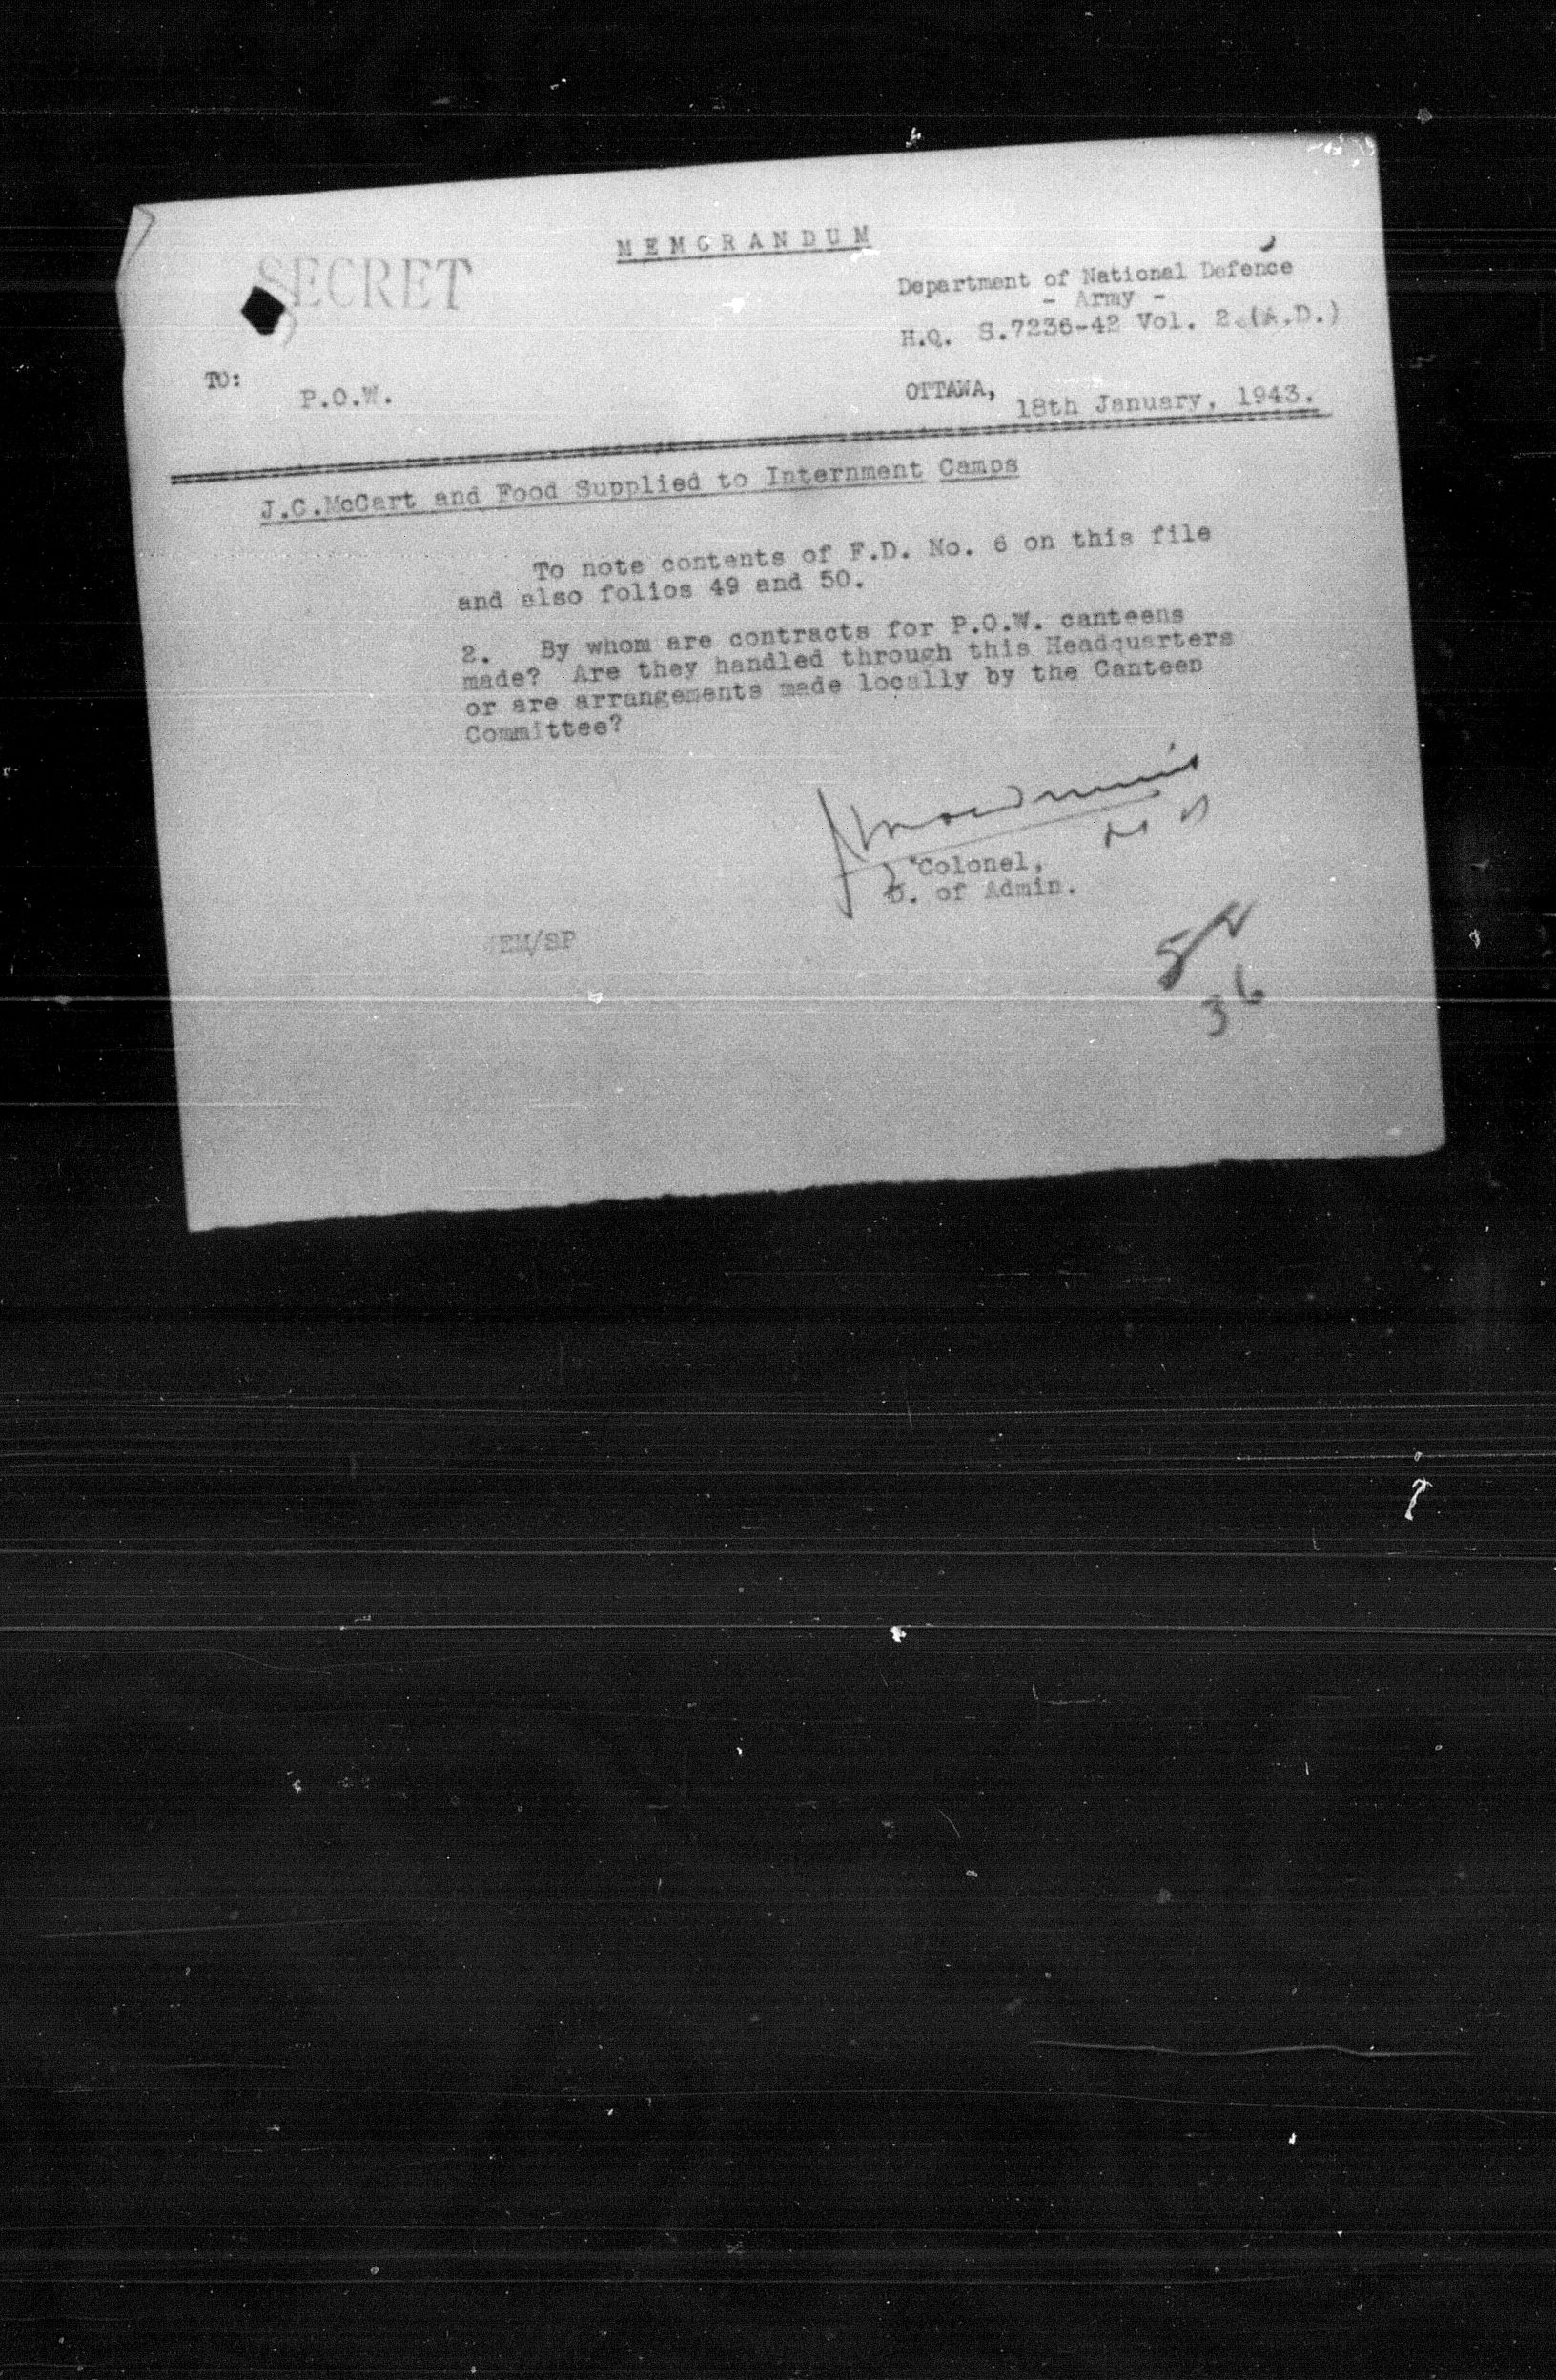 MEMORANDUM
SECRET
Department of National Defence
- Army -
H.Q. S.7236-42 Vol. 2 (A.D.)
TO:
P.O.W.
OTTAWA,
18th January, 1943.
J.C.McCart and Food Supplied to Internment Camps
To note contents of F.D. No. 6 on this file
and also folios 49 and 50.
2. By whom are contracts for P.O.W. canteens
made? Are they handled through this Headquarters
or are arrangements made locally by the Canteen
Committee?
Colonel,
D. of Admin.
EM/SP
36